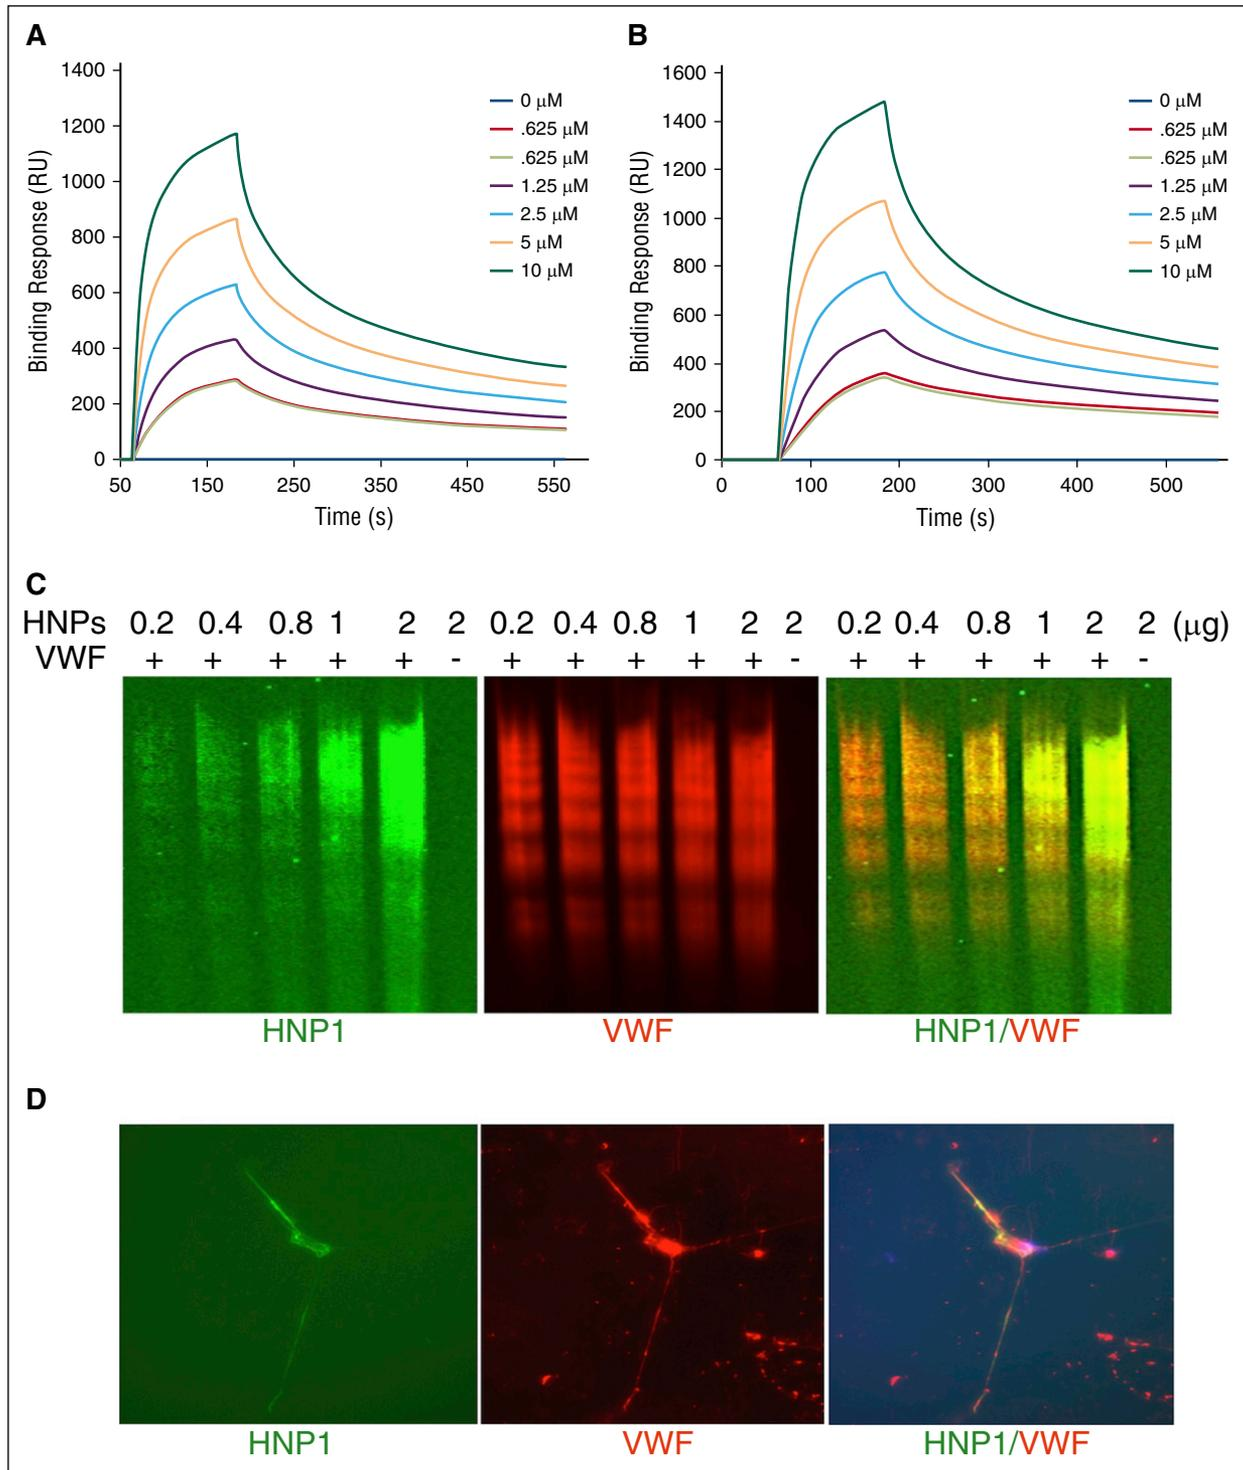 A
B
1400
1200
1000
800
600
400
200
0
50 150 250 350 450 550
Time (s)
Binding Response (RU)
0 μM
.625 μM
.625 μM
1.25 μM
2.5 μM
5 μM
10 μM
1600
1400
1200
1000
800
600
400
200
0
0 100 200 300 400 500
Time (s)
Binding Response (RU)
0 μM
.625 μM
.625 μM
1.25 μM
2.5 μM
5 μM
10 μM
C
HNPs 0.2 0.4 0.8 1 2 2 0.2 0.4 0.8 1 2 2 0.2 0.4 0.8 1 2 2 (μg)
VWF + + + + + - + + + + + - + + + + + -
HNP1 VWF HNP1/VWF
D
HNP1 VWF HNP1/VWF